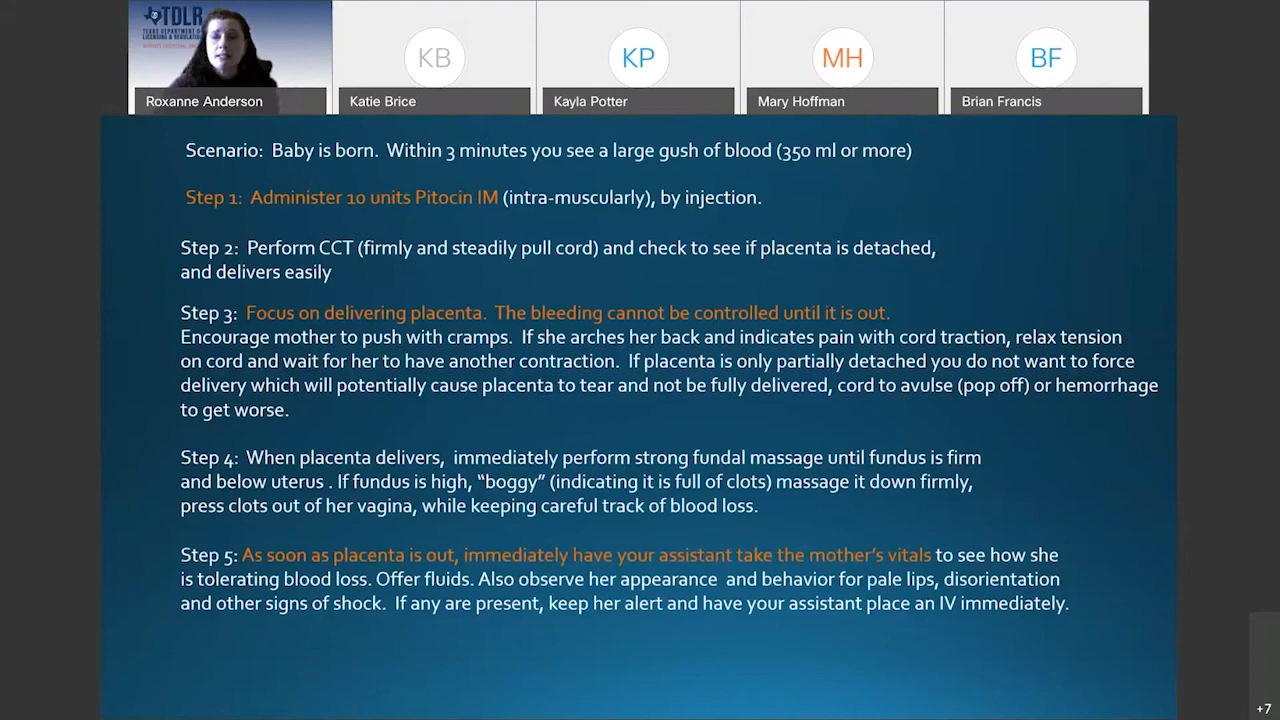 TDLR
TEXAS DEPARTMENT OF
LICENSING & REGULATION
KB
KP
MH
BF
Roxanne Anderson
Katie Brice
Kayla Potter
Mary Hoffman
Brian Francis
Scenario: Baby is born. Within 3 minutes you see a large gush of blood (350 ml or more)
Step 1: Administer 10 units Pitocin IM (intra-muscularly), by injection.
Step 2: Perform CCT (firmly and steadily pull cord) and check to see if placenta is detached,
and delivers easily
Step 3: Focus on delivering placenta. The bleeding cannot be controlled until it is out.
Encourage mother to push with cramps. If she arches her back and indicates pain with cord traction, relax tension
on cord and wait for her to have another contraction. If placenta is only partially detached you do not want to force
delivery which will potentially cause placenta to tear and not be fully delivered, cord to avulse (pop off) or hemorrhage
to get worse.
Step 4: When placenta delivers, immediately perform strong fundal massage until fundus is firm
and below uterus . If fundus is high, “boggy” (indicating it is full of clots) massage it down firmly,
press clots out of her vagina, while keeping careful track of blood loss.
Step 5: As soon as placenta is out, immediately have your assistant take the mother’s vitals to see how she
is tolerating blood loss. Offer fluids. Also observe her appearance and behavior for pale lips, disorientation
and other signs of shock. If any are present, keep her alert and have your assistant place an IV immediately.
+7